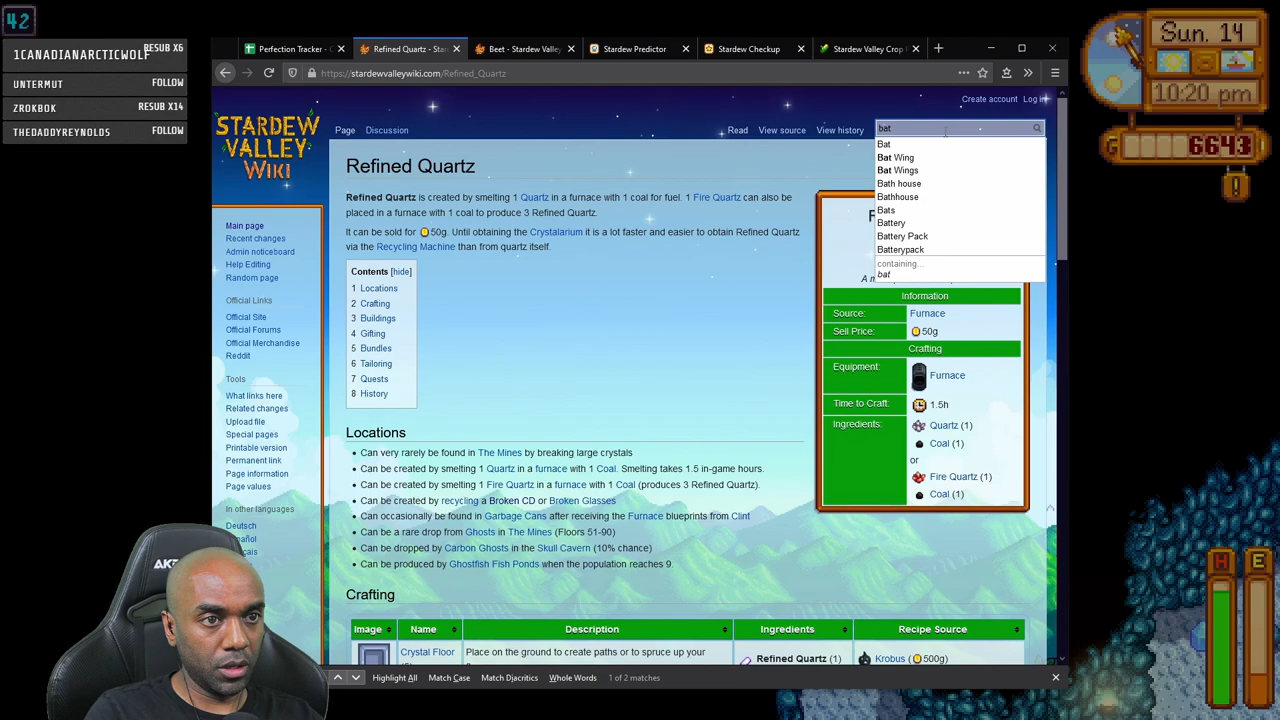 42
1CANADIANARCTICWOLF RESUB X6
UNTERMUT FOLLOW
ZROKBOK RESUB X14
THEDADDYREYNOLDS FOLLOW
Perfection Tracker -
Refined Quartz - Star
Beet - Stardew Valley
Stardew Predictor
Stardew Checkup
Stardew Valley Crop P
https://stardewvalleywiki.com/Refined_Quartz
Sun. 14
10:20 pm
6643
Create account Log in
STARDEW
VALLEY
WIKI
Page Discussion Read View source View history
bat
Bat
Bat Wing
Bat Wings
Bath house
Bathhouse
Bats
Battery
Battery Pack
Batterypack
containing...
bat
Main page
Recent changes
Admin noticeboard
Help Editing
Random page
Official Links
Official Site
Official Forums
Official Merchandise
Reddit
Tools
What links here
Related changes
Upload file
Special pages
Printable version
Permanent link
Page information
Page values
In other languages
Deutsch
Refined Quartz
Refined Quartz is created by smelting 1 Quartz in a furnace with 1 coal for fuel. 1 Fire Quartz can also be
placed in a furnace with 1 coal to produce 3 Refined Quartz.
It can be sold for 50g. Until obtaining the Crystalarium it is a lot faster and easier to obtain Refined Quartz
via the Recycling Machine than from quartz itself.
Contents [hide]
1 Locations
2 Crafting
3 Buildings
4 Gifting
5 Bundles
6 Tailoring
7 Quests
8 History
Information
Source: Furnace
Sell Price: 50g
Crafting
Equipment: Furnace
Time to Craft: 1.5h
Ingredients: Quartz (1)
Coal (1)
or
Fire Quartz (1)
Coal (1)
Locations
Can very rarely be found in The Mines by breaking large crystals
Can be created by smelting 1 Quartz in a furnace with 1 Coal. Smelting takes 1.5 in-game hours.
Can be created by smelting 1 Fire Quartz in a furnace with 1 Coal (produces 3 Refined Quartz).
Can be created by recycling a Broken CD or Broken Glasses
Can occasionally be found in Garbage Cans after receiving the Furnace blueprints from Clint
Can be a rare drop from Ghosts in The Mines (Floors 51-90)
Can be dropped by Carbon Ghosts in the Skull Cavern (10% chance)
Can be produced by Ghostfish Fish Ponds when the population reaches 9.
Crafting
Image Name Description Ingredients Recipe Source
Crystal Floor Place on the ground to create paths or to spruce up your Refined Quartz (1) Krobus (500g)
Highlight All Match Case Match Diacritics Whole Words 1 of 2 matches
H E